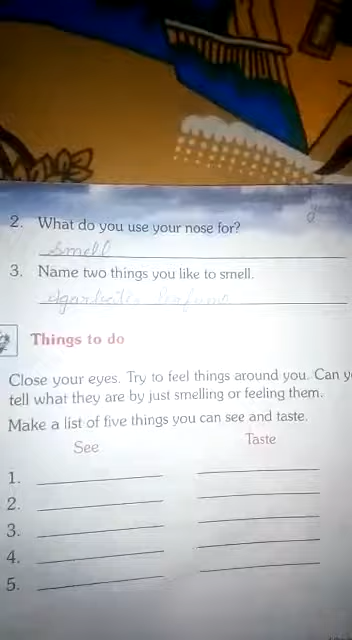 2. What do you use your nose for?
smell
3. Name two things you like to smell.
Perfume
Things to do
Close your eyes. Try to feel things around you. Can y
tell what they are by just smelling or feeling them.
Make a list of five things you can see and taste.
See Taste
1.
2.
3.
4.
5.